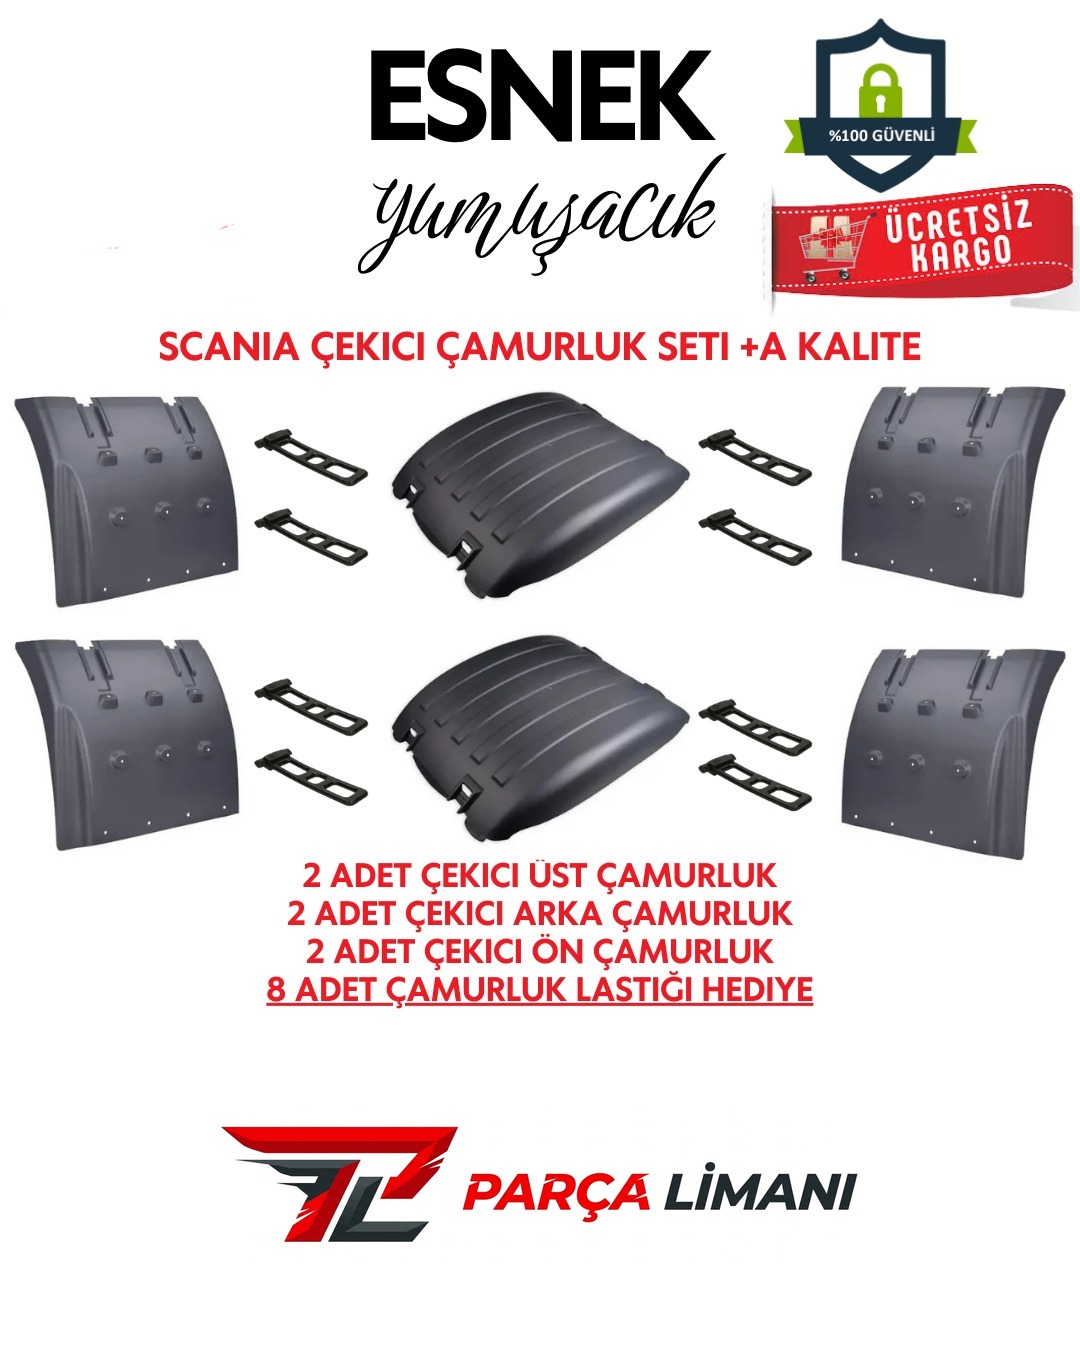 ESNEK
yumuşacık
%100 GÜVENLİ
ÜCRETSİZ
KARGO
SCANIA ÇEKICI ÇAMURLUK SETI +A KALITE
2 ADET ÇEKICI ÜST ÇAMURLUK
2 ADET ÇEKICI ARKA ÇAMURLUK
2 ADET ÇEKICI ÖN ÇAMURLUK
8 ADET ÇAMURLUK LASTIĞI HEDIYE
PARÇA LİMANI